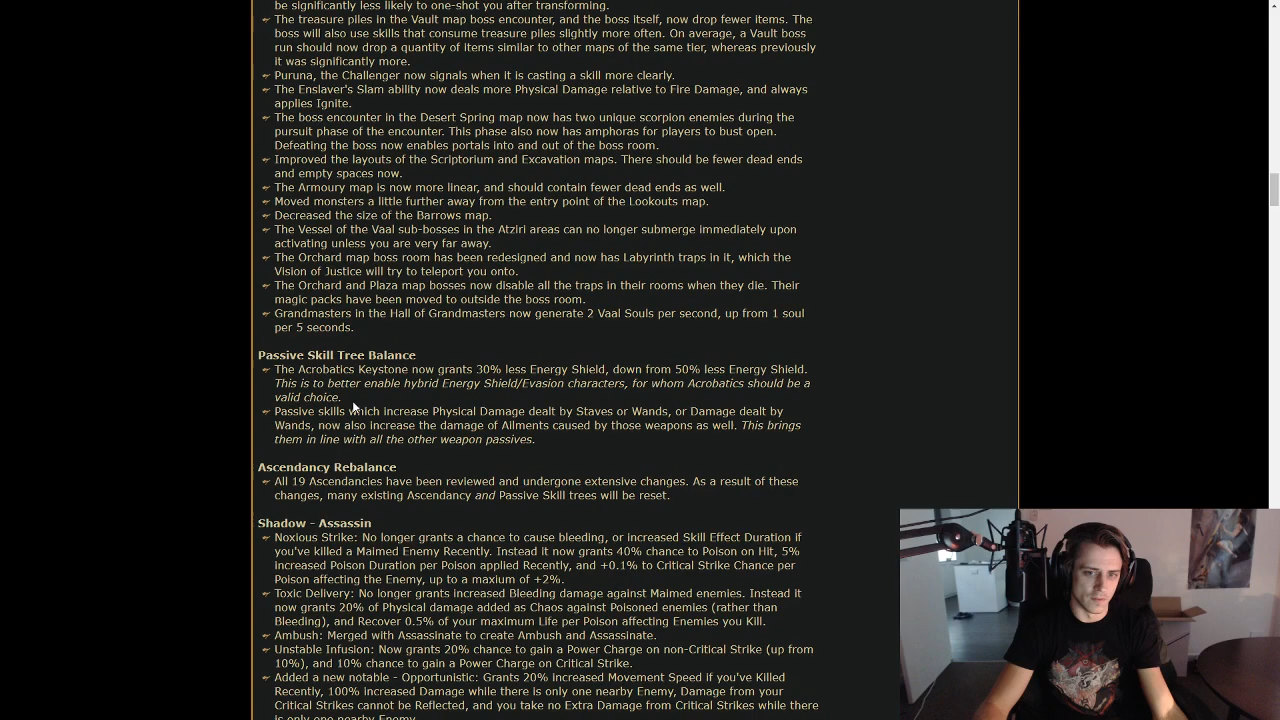 be significantly less likely to one-shot you after transforming.
The treasure piles in the Vault map boss encounter, and the boss itself, now drop fewer items. The
boss will also use skills that consume treasure piles slightly more often. On average, a Vault boss
run should now drop a quantity of items similar to other maps of the same tier, whereas previously
it was significantly more.
Puruna, the Challenger now signals when it is casting a skill more clearly.
The Enslaver's Slam ability now deals more Physical Damage relative to Fire Damage, and always
applies Ignite.
The boss encounter in the Desert Spring map now has two unique scorpion enemies during the
pursuit phase of the encounter. This phase also now has amphoras for players to bust open.
Defeating the boss now enables portals into and out of the boss room.
Improved the layouts of the Scriptorium and Excavation maps. There should be fewer dead ends
and empty spaces now.
The Armoury map is now more linear, and should contain fewer dead ends as well.
Moved monsters a little further away from the entry point of the Lookouts map.
Decreased the size of the Barrows map.
The Vessel of the Vaal sub-bosses in the Atziri areas can no longer submerge immediately upon
activating unless you are very far away.
The Orchard map boss room has been redesigned and now has Labyrinth traps in it, which the
Vision of Justice will try to teleport you onto.
The Orchard and Plaza map bosses now disable all the traps in their rooms when they die. Their
magic packs have been moved to outside the boss room.
Grandmasters in the Hall of Grandmasters now generate 2 Vaal Souls per second, up from 1 soul
per 5 seconds.
Passive Skill Tree Balance
The Acrobatics Keystone now grants 30% less Energy Shield, down from 50% less Energy Shield.
This is to better enable hybrid Energy Shield/Evasion characters, for whom Acrobatics should be a
valid choice.
Passive skills which increase Physical Damage dealt by Staves or Wands, or Damage dealt by
Wands, now also increase the damage of Ailments caused by those weapons as well. This brings
them in line with all the other weapon passives.
Ascendancy Rebalance
All 19 Ascendancies have been reviewed and undergone extensive changes. As a result of these
changes, many existing Ascendancy and Passive Skill trees will be reset.
Shadow - Assassin
Noxious Strike: No longer grants a chance to cause bleeding, or increased Skill Effect Duration if
you've killed a Maimed Enemy Recently. Instead it now grants 40% chance to Poison on Hit, 5%
increased Poison Duration per Poison applied Recently, and +0.1% to Critical Strike Chance per
Poison affecting the Enemy, up to a maxium of +2%.
Toxic Delivery: No longer grants increased Bleeding damage against Maimed enemies. Instead it
now grants 20% of Physical damage added as Chaos against Poisoned enemies (rather than
Bleeding), and Recover 0.5% of your maximum Life per Poison affecting Enemies you Kill.
Ambush: Merged with Assassinate to create Ambush and Assassinate.
Unstable Infusion: Now grants 20% chance to gain a Power Charge on non-Critical Strike (up from
10%), and 10% chance to gain a Power Charge on Critical Strike.
Added a new notable - Opportunistic: Grants 20% increased Movement Speed if you've Killed
Recently, 100% increased Damage while there is only one nearby Enemy, Damage from your
Critical Strikes cannot be Reflected, and you take no Extra Damage from Critical Strikes while there
is only one nearby Enemy.